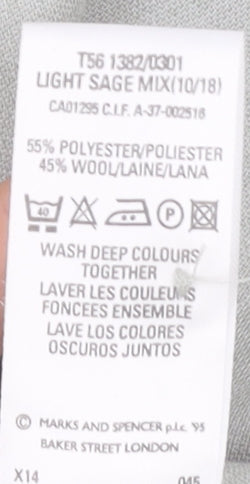 T56 1382/0301
LIGHT SAGE MIX(10/18)
CA01295 C.I.F. A-37-002516
55% POLYESTER/POLIESTER
45% WOOL/LAINE/LANA
40 P
WASH DEEP COLOURS
TOGETHER
LAVER LES COULEURS
FONCEES ENSEMBLE
LAVE LOS COLORES
OSCUROS JUNTOS
© MARKS AND SPENCER p.l.c. '95
BAKER STREET LONDON
X14 045